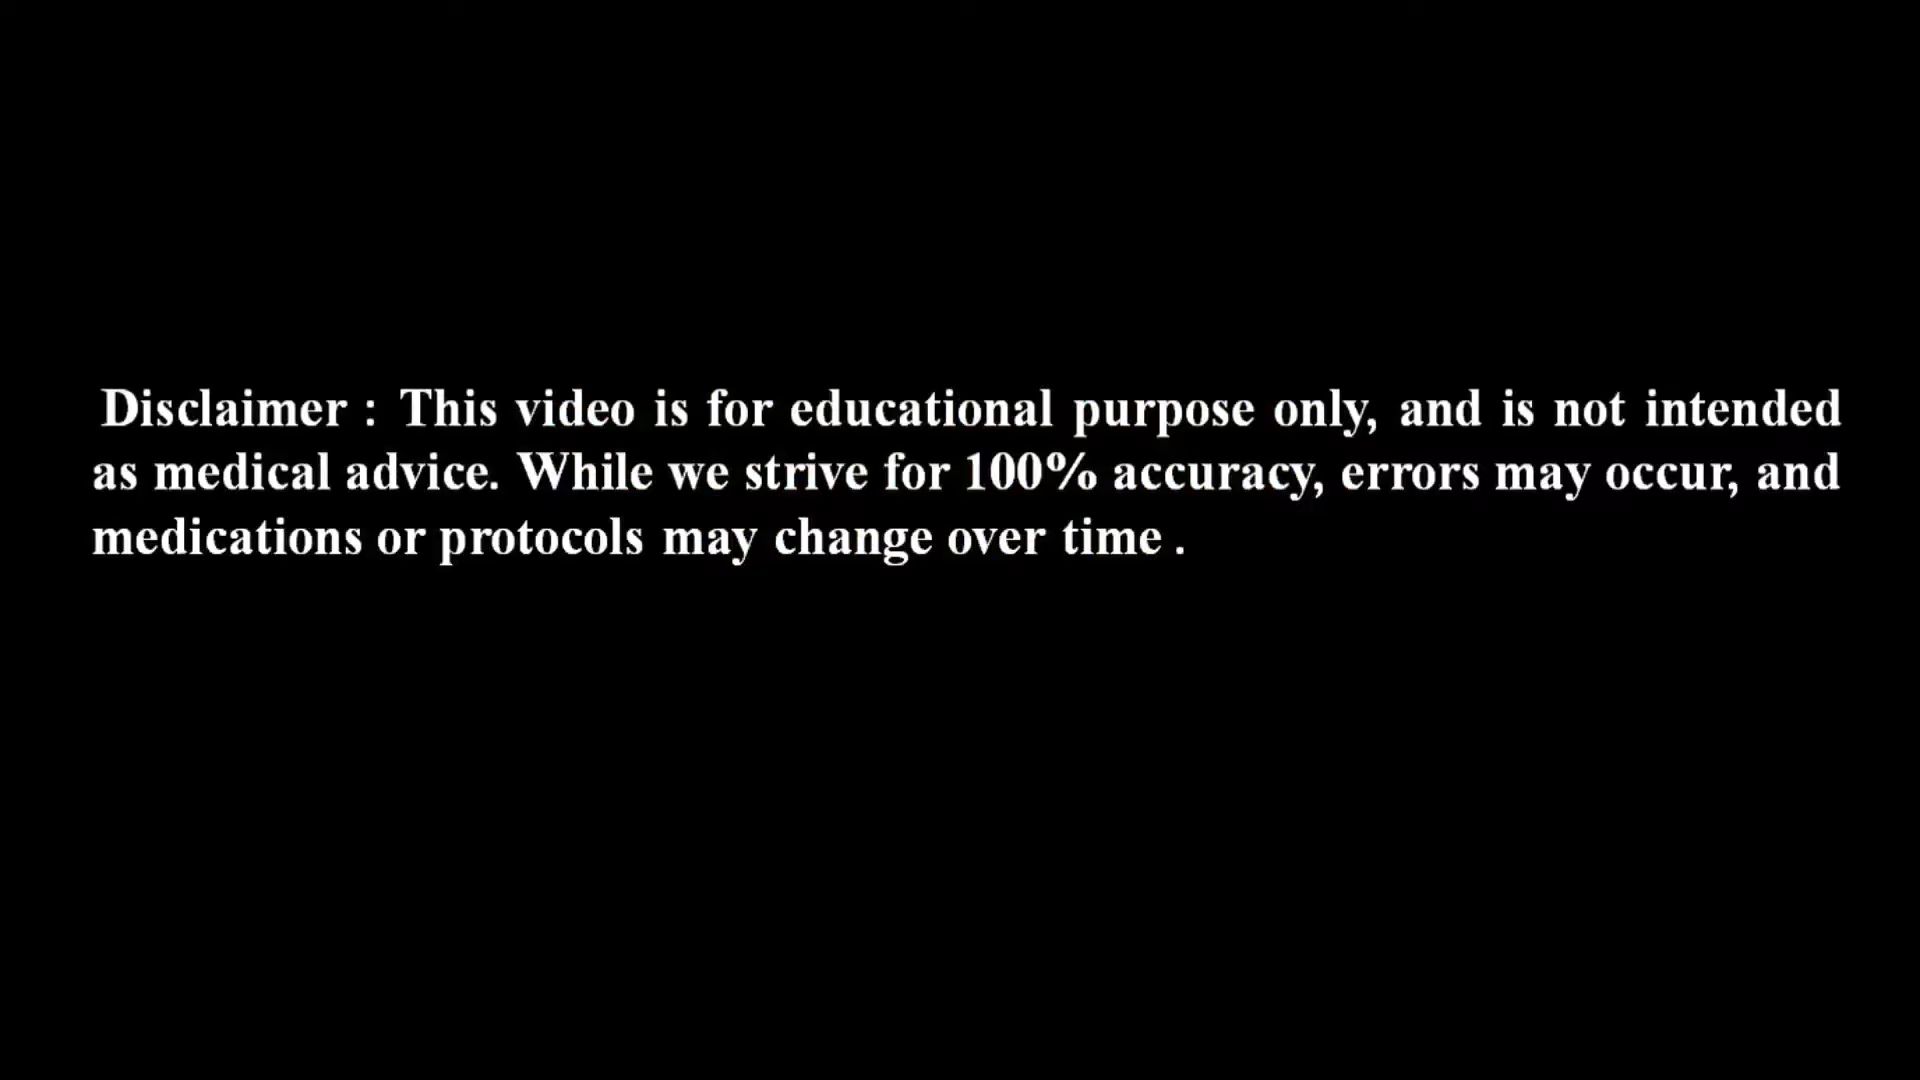 Disclaimer : This video is for educational purpose only, and is not intended
as medical advice. While we strive for 100% accuracy, errors may occur, and
medications or protocols may change over time .